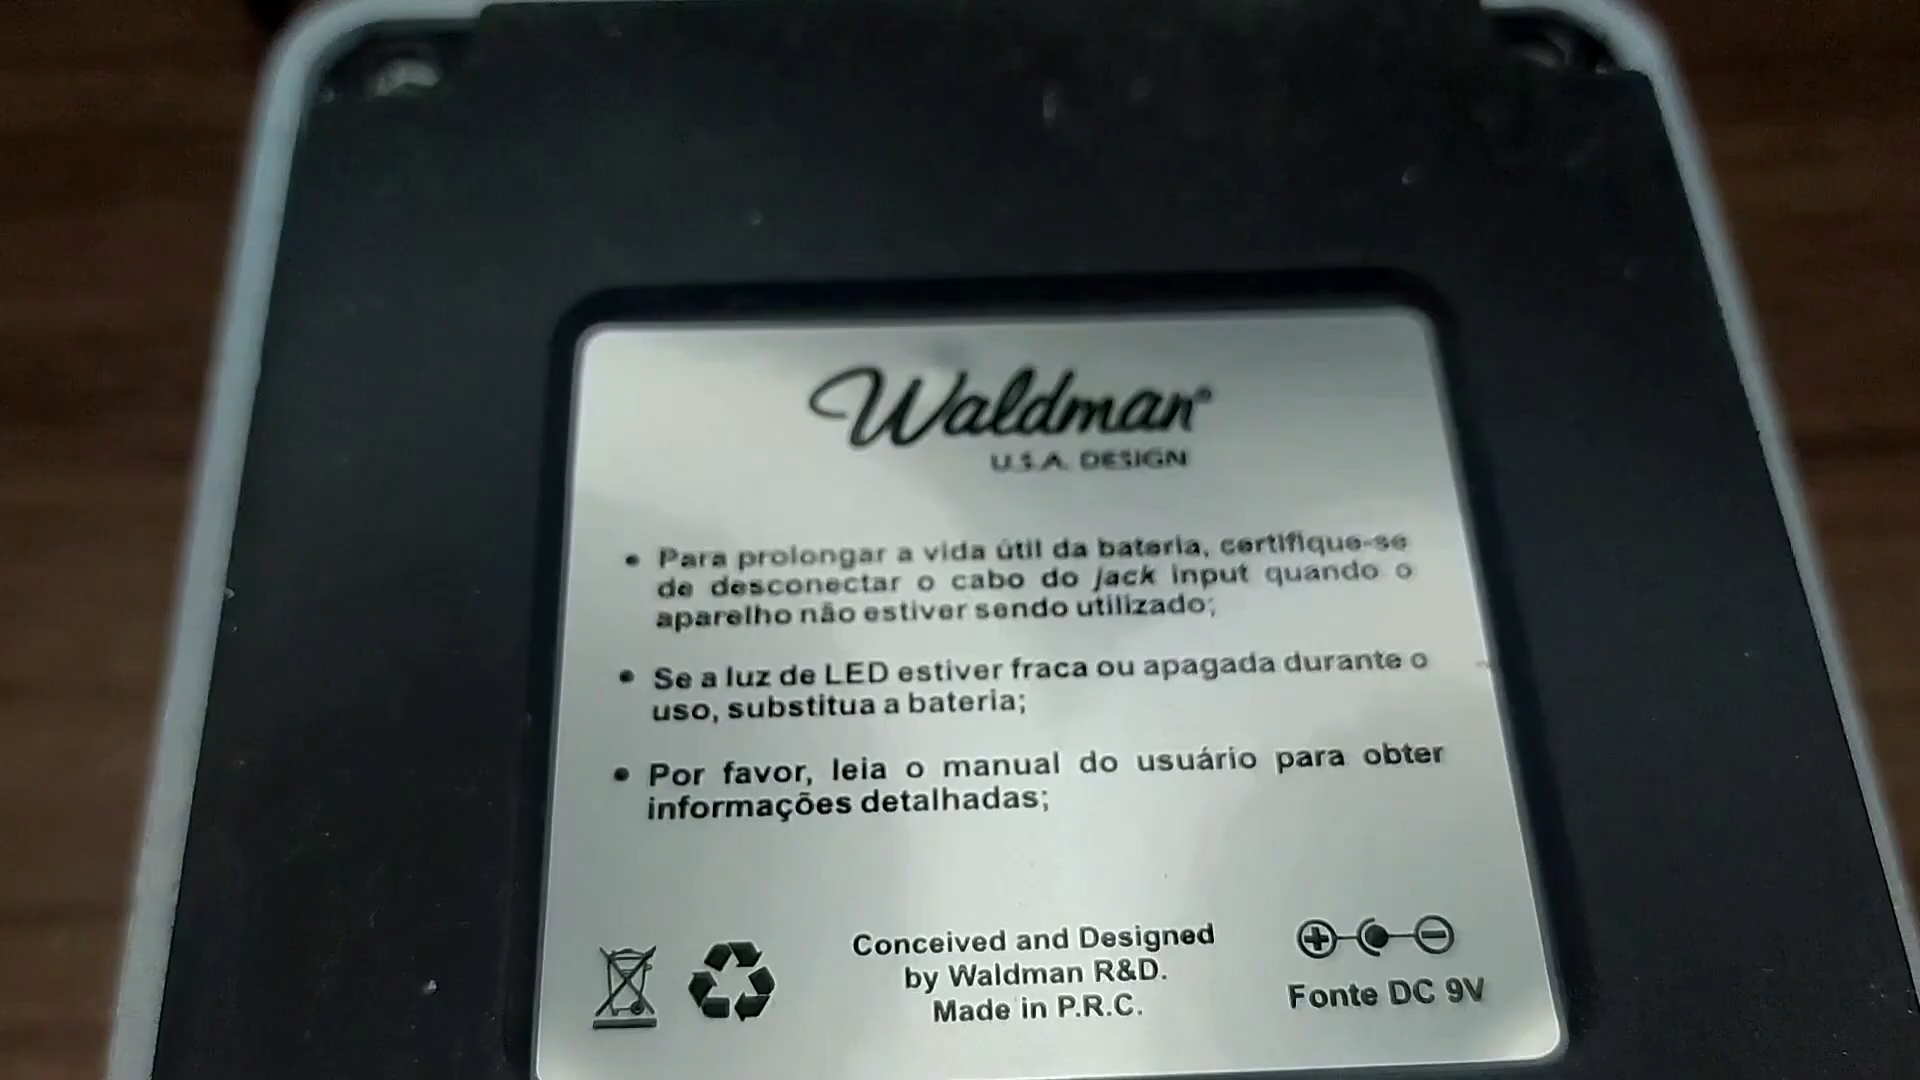 Waldman®
U.S.A. DESIGN
• Para prolongar a vida útil da bateria, certifique-se
de desconectar o cabo do jack input quando o
aparelho não estiver sendo utilizado;
• Se a luz de LED estiver fraca ou apagada durante o
uso, substitua a bateria;
• Por favor, leia o manual do usuário para obter
informações detalhadas;
Conceived and Designed
by Waldman R&D.
Made in P.R.C.
Fonte DC 9V